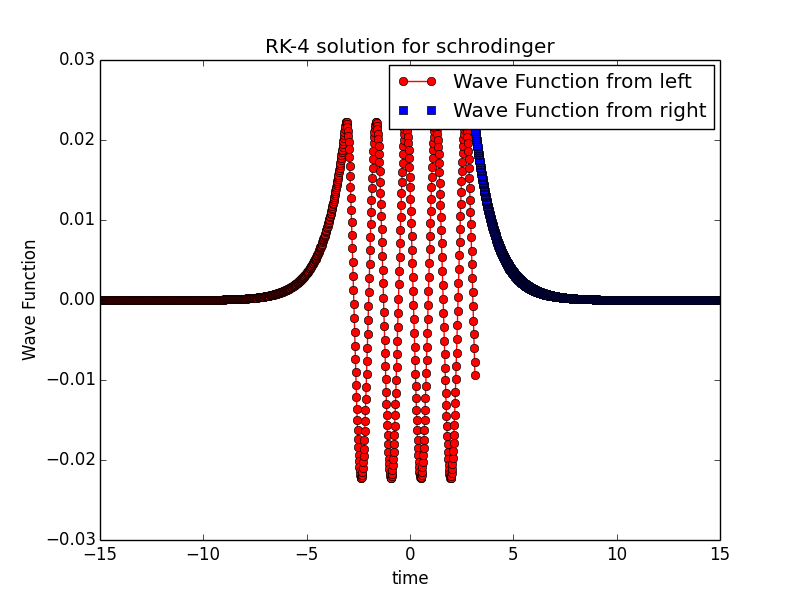 RK-4 solution for schrodinger
Wave Function from left
Wave Function from right
Wave Function
0.03
0.02
0.01
0.00
−0.01
−0.02
−0.03
−15
−10
−5
0
5
10
15
time